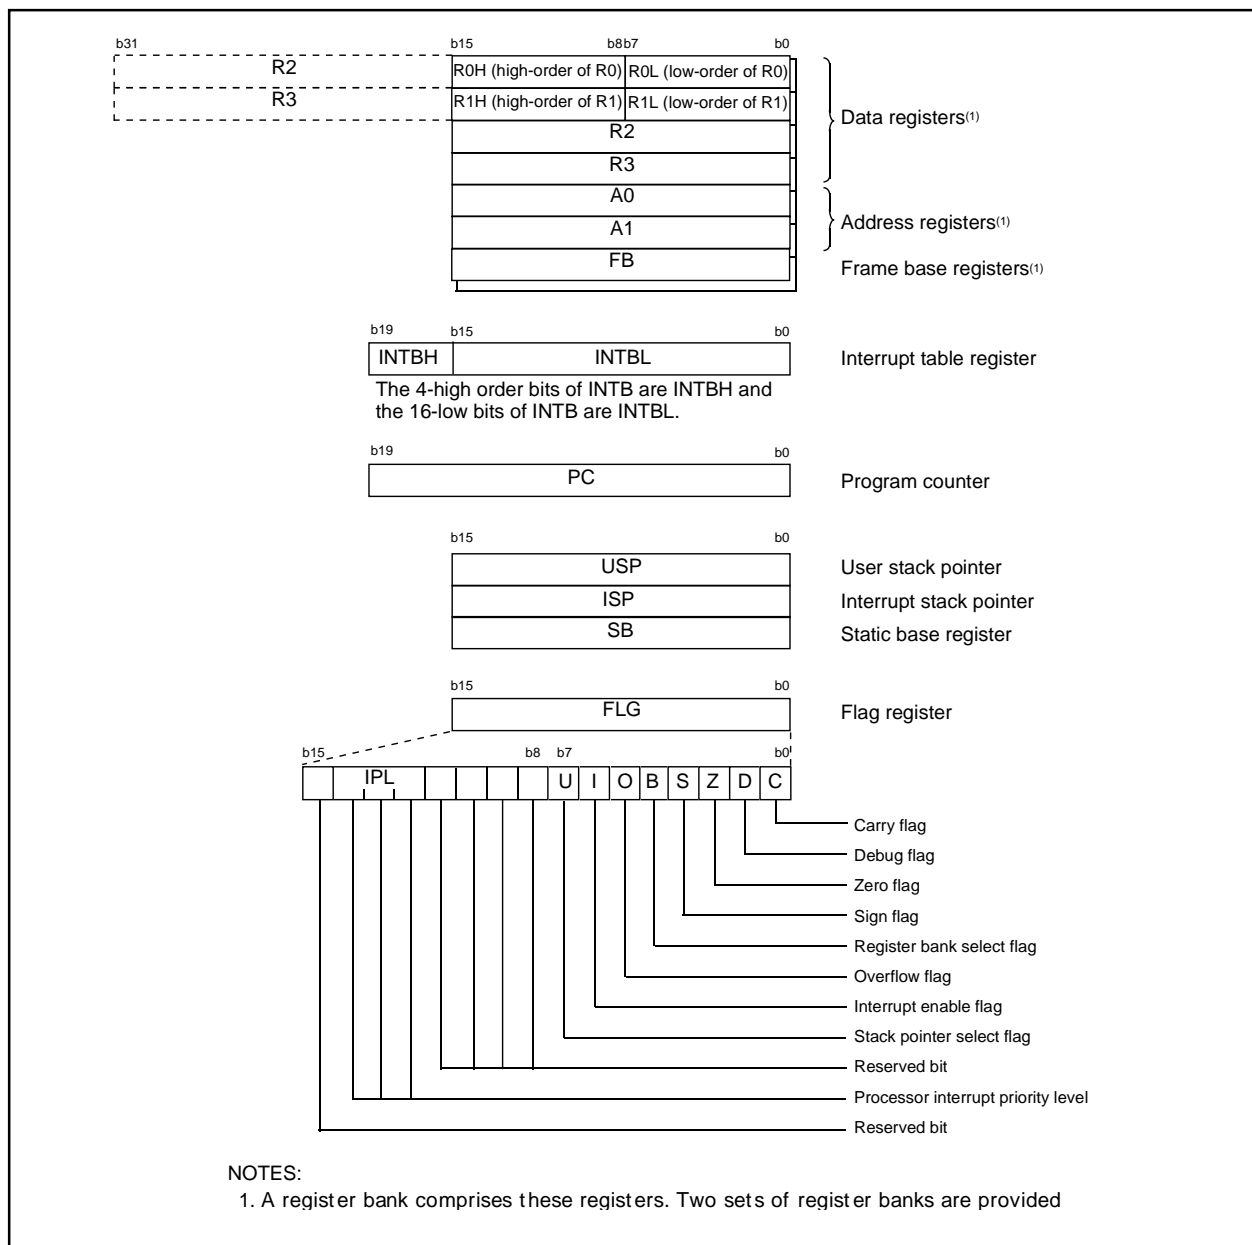 b31 b15 b8b7 b0
R2 R0H (high-order of R0) R0L (low-order of R0)
R3 R1H (high-order of R1) R1L (low-order of R1)
Data registers(1)
R2
R3
A0
A1
Address registers(1)
FB
Frame base registers(1)
b19 b15 b0
INTBH INTBL Interrupt table register
The 4-high order bits of INTB are INTBH and
the 16-low bits of INTB are INTBL.
b19 b0
PC Program counter
b15 b0
USP User stack pointer
ISP Interrupt stack pointer
SB Static base register
b15 b0
FLG Flag register
b15 b8 b7 b0
IPL U I O B S Z D C
Carry flag
Debug flag
Zero flag
Sign flag
Register bank select flag
Overflow flag
Interrupt enable flag
Stack pointer select flag
Reserved bit
Processor interrupt priority level
Reserved bit
NOTES:
1. A register bank comprises these registers. Two sets of register banks are provided